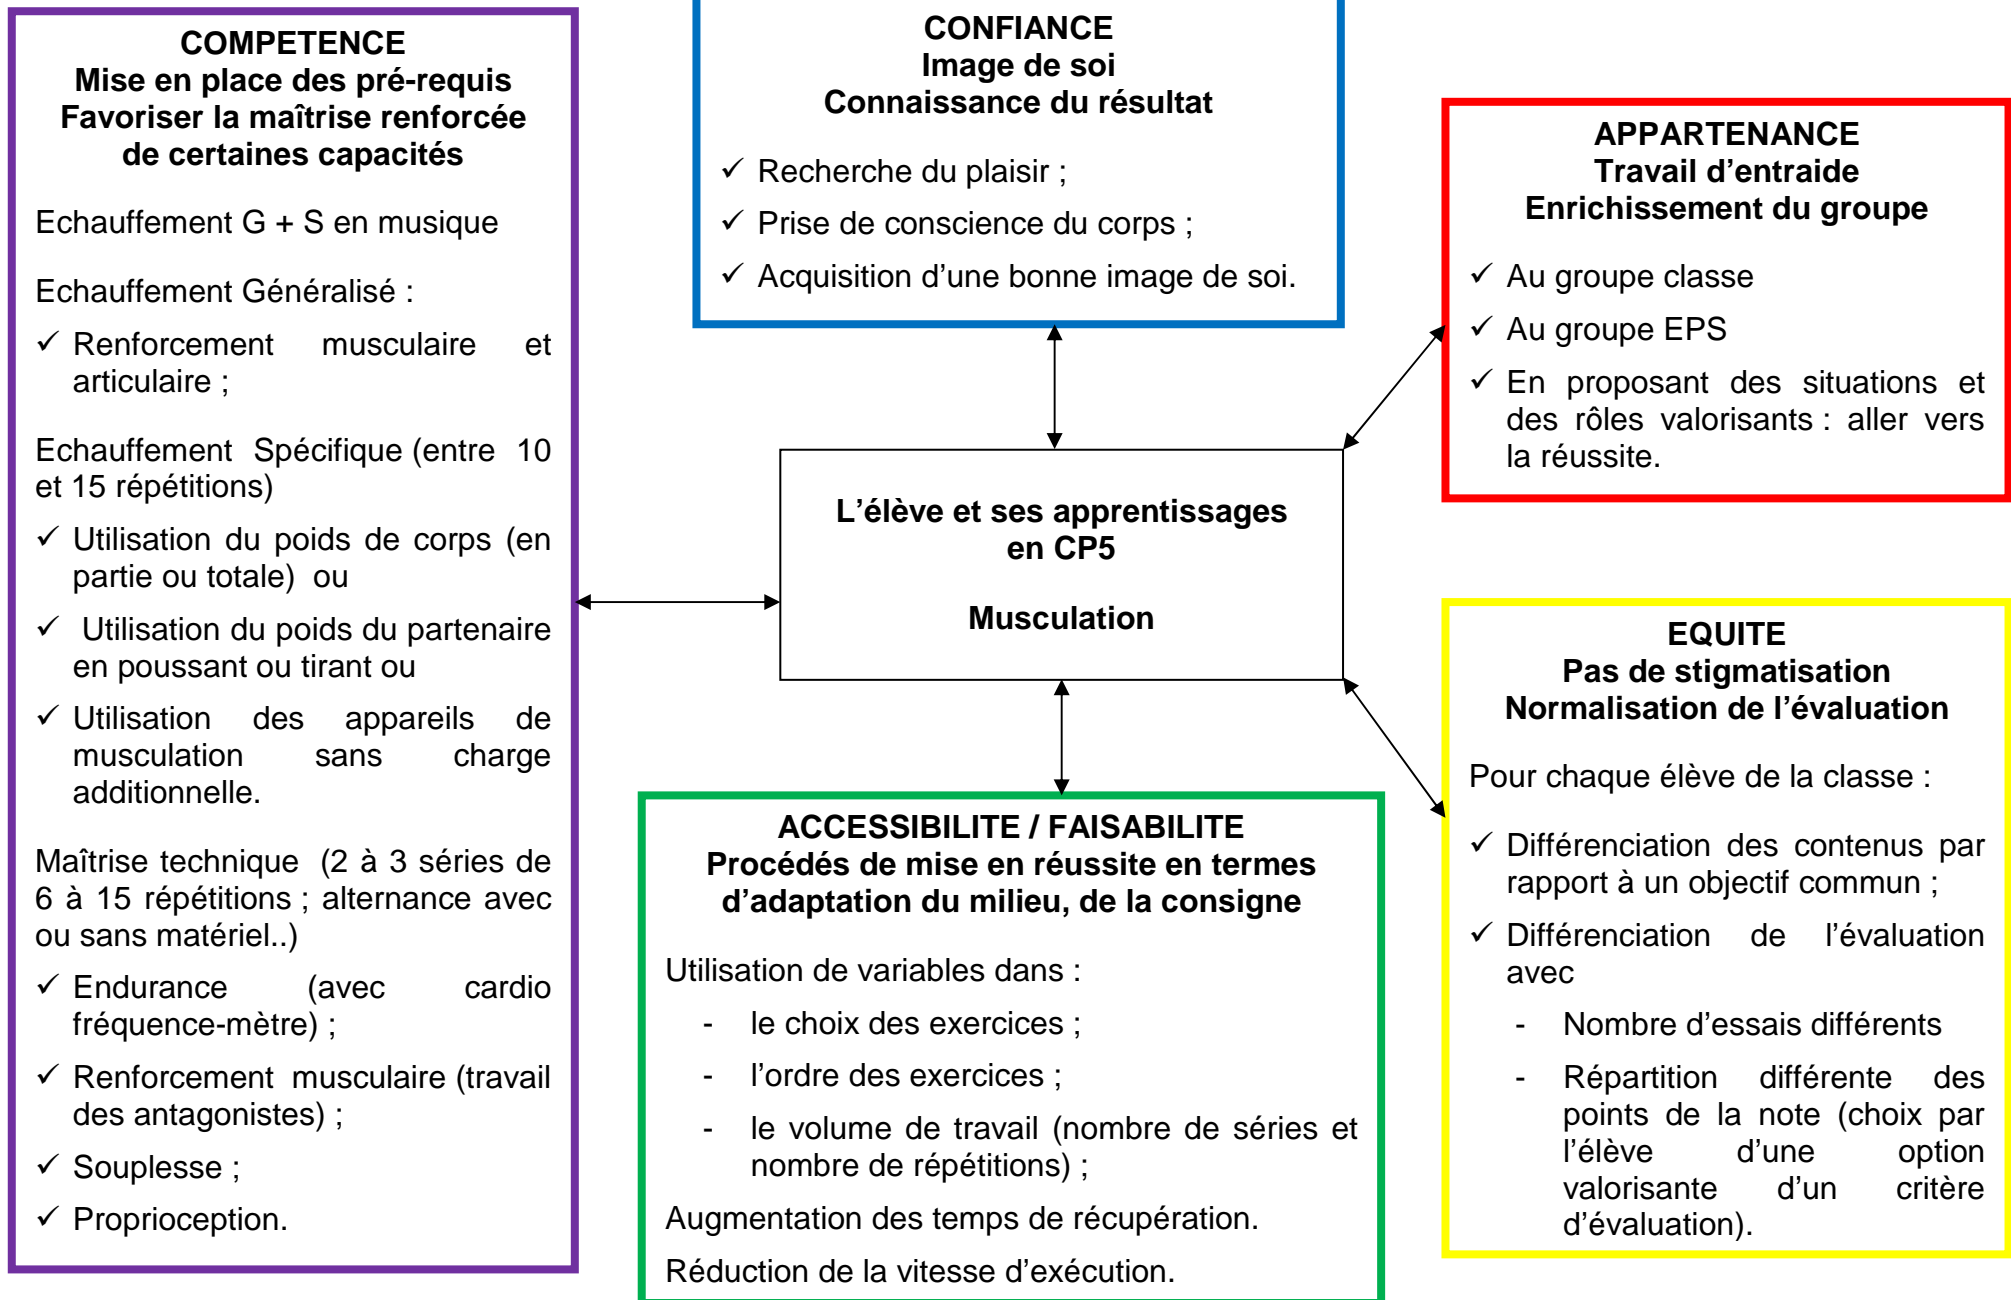 COMPETENCE
Mise en place des pré-requis
Favoriser la maîtrise renforcée
de certaines capacités
Echauffement G + S en musique
Echauffement Généralisé :
✓ Renforcement musculaire et
articulaire ;
Echauffement Spécifique (entre 10
et 15 répétitions)
✓ Utilisation du poids de corps (en
partie ou totale) ou
✓ Utilisation du poids du partenaire
en poussant ou tirant ou
✓ Utilisation des appareils de
musculation sans charge
additionnelle.
Maîtrise technique (2 à 3 séries de
6 à 15 répétitions ; alternance avec
ou sans matériel..)
✓ Endurance (avec cardio
fréquence-mètre) ;
✓ Renforcement musculaire (travail
des antagonistes) ;
✓ Souplesse ;
✓ Proprioception.
CONFIANCE
Image de soi
Connaissance du résultat
✓ Recherche du plaisir ;
✓ Prise de conscience du corps ;
✓ Acquisition d’une bonne image de soi.
L’élève et ses apprentissages
en CP5
Musculation
ACCESSIBILITE / FAISABILITE
Procédés de mise en réussite en termes
d’adaptation du milieu, de la consigne
Utilisation de variables dans :
- le choix des exercices ;
- l’ordre des exercices ;
- le volume de travail (nombre de séries et
nombre de répétitions) ;
Augmentation des temps de récupération.
Réduction de la vitesse d’exécution.
APPARTENANCE
Travail d’entraide
Enrichissement du groupe
✓ Au groupe classe
✓ Au groupe EPS
✓ En proposant des situations et
des rôles valorisants : aller vers
la réussite.
EQUITE
Pas de stigmatisation
Normalisation de l’évaluation
Pour chaque élève de la classe :
✓ Différenciation des contenus par
rapport à un objectif commun ;
✓ Différenciation de l’évaluation
avec
- Nombre d’essais différents
- Répartition différente des
points de la note (choix par
l’élève d’une option
valorisante d’un critère
d’évaluation).